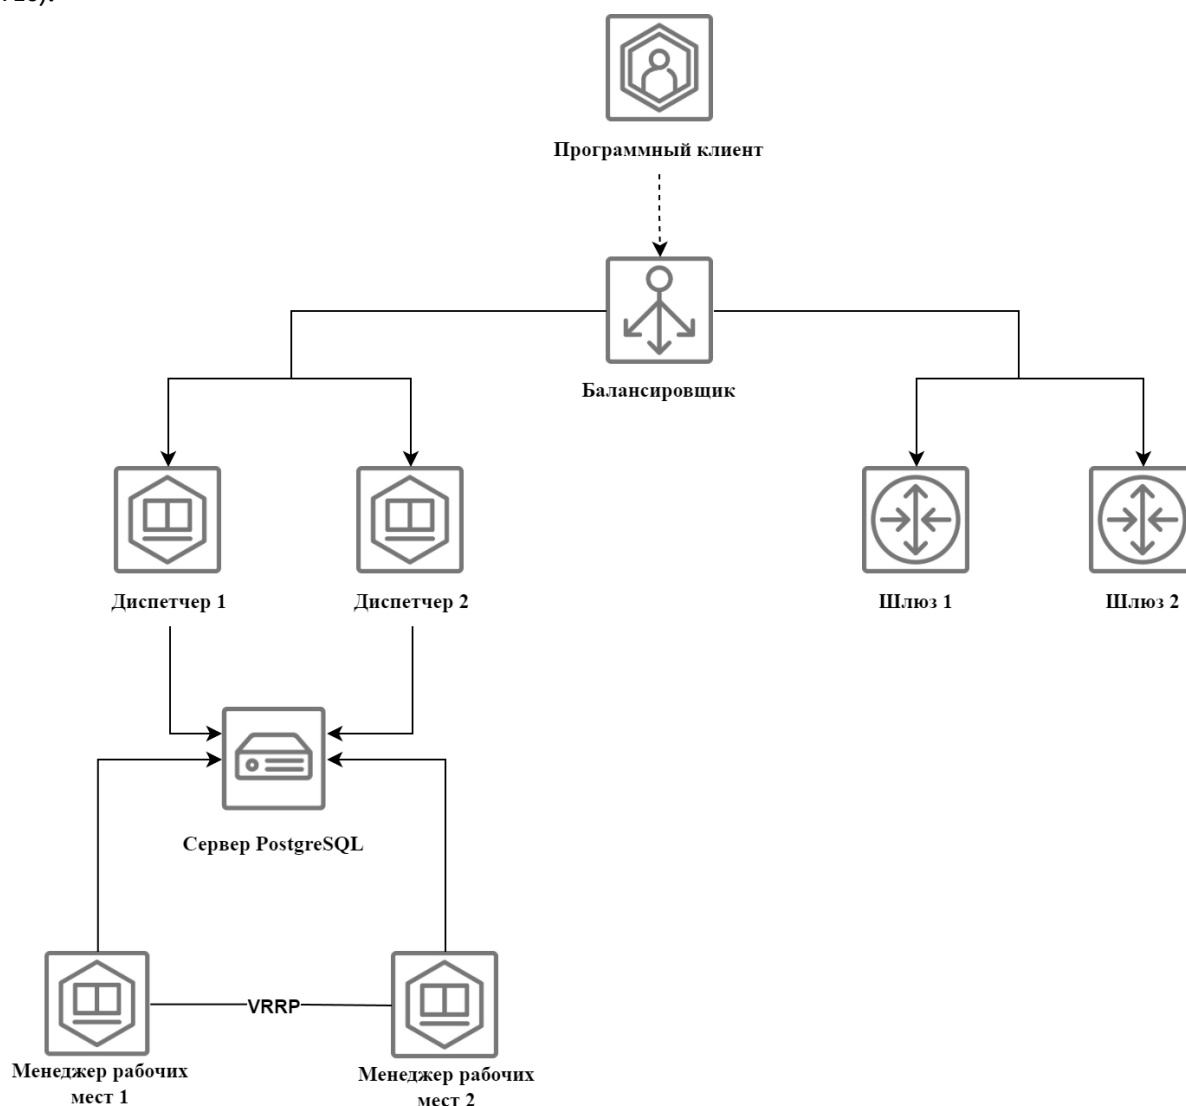 Программный клиент
Балансировщик
Диспетчер 1
Диспетчер 2
Шлюз 1
Шлюз 2
Сервер PostgreSQL
VRRP
Менеджер рабочих
мест 1
Менеджер рабочих
мест 2